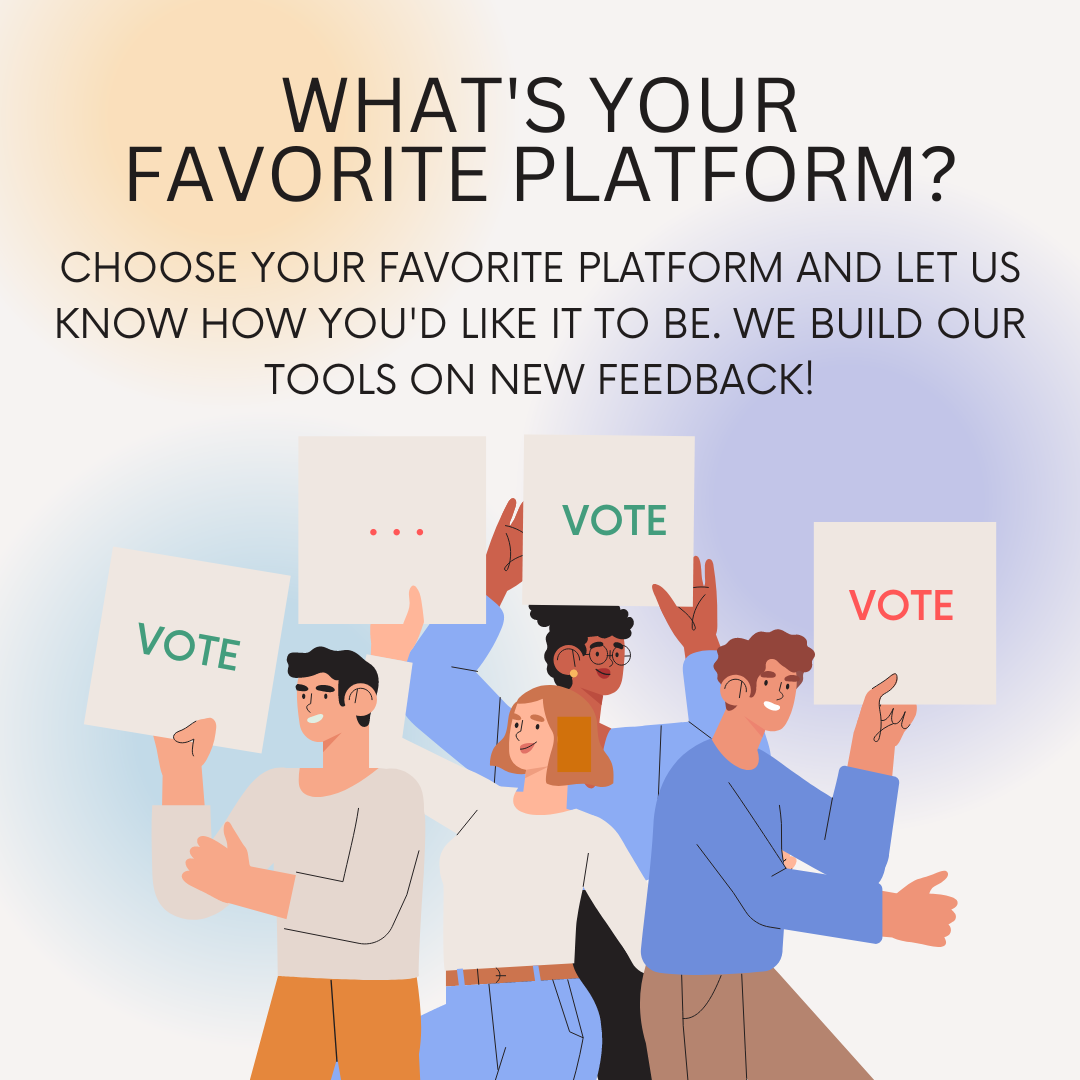 WHAT'S YOUR
FAVORITE PLATFORM?
CHOOSE YOUR FAVORITE PLATFORM AND LET US
KNOW HOW YOU'D LIKE IT TO BE. WE BUILD OUR
TOOLS ON NEW FEEDBACK!
VOTE
. . .
VOTE
VOTE